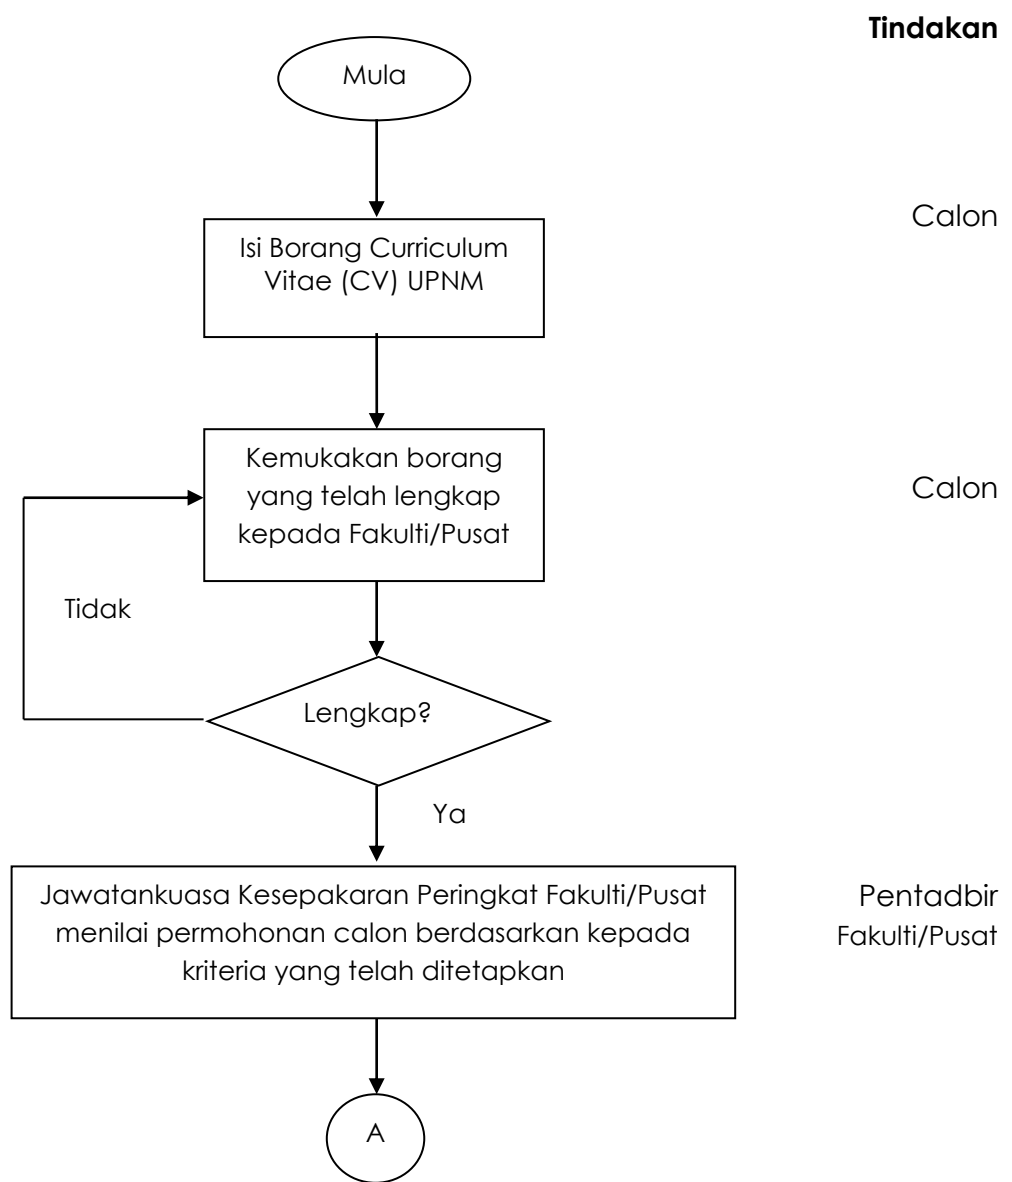 Tindakan
Mula
Calon
Isi Borang Curriculum
Vitae (CV) UPNM
Kemukakan borang
yang telah lengkap
kepada Fakulti/Pusat
Calon
Tidak
Lengkap?
Ya
Jawatankuasa Kesepakaran Peringkat Fakulti/Pusat
menilai permohonan calon berdasarkan kepada
kriteria yang telah ditetapkan
Pentadbir
Fakulti/Pusat
A